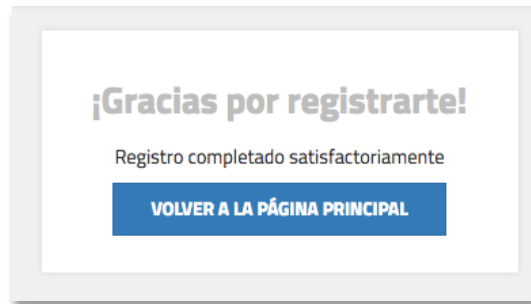 ¡Gracias por registrarte!
Registro completado satisfactoriamente
VOLVER A LA PÁGINA PRINCIPAL